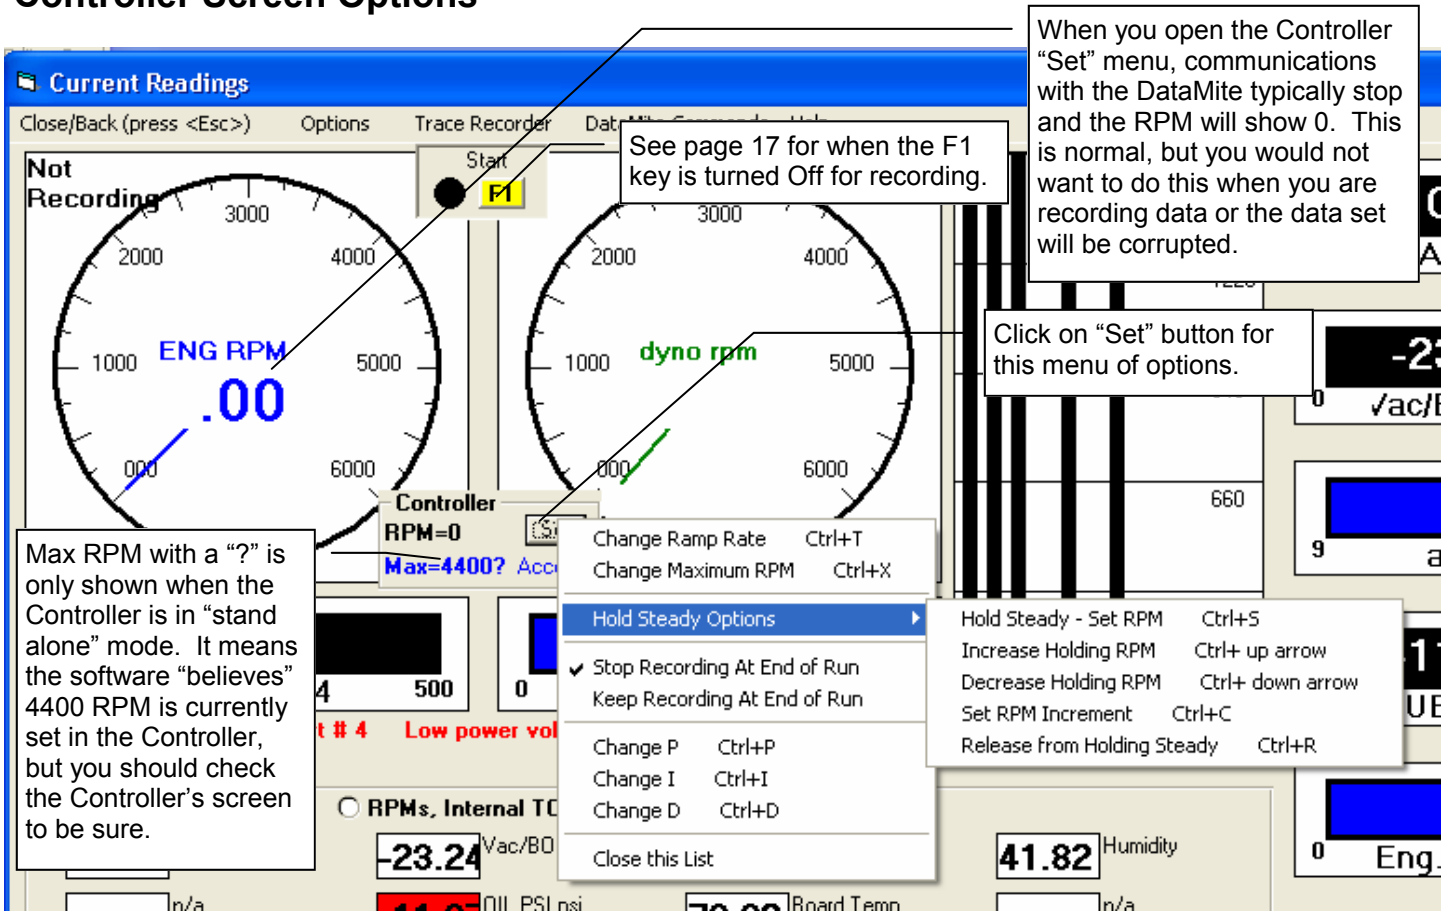 Controller Screen Options
When you open the Controller
“Set” menu, communications
with the DataMite typically stop
and the RPM will show 0.  This
is normal, but you would not
want to do this when you are
recording data or the data set
will be corrupted.
Current Readings
Close/Back (press <Esc>) Options Trace Recorder DataMite Commands Help
See page 17 for when the F1
key is turned Off for recording.
Not
Recording
Start
F1
3000
2000
4000
1000
ENG RPM
5000
.00
000
6000
3000
2000
4000
1000
dyno rpm
5000
000
6000
Click on “Set” button for
this menu of options.
660
0
9
Controller
RPM=0
Max=4400?
Max RPM with a “?” is
only shown when the
Controller is in “stand
alone” mode.  It means
the software “believes”
4400 RPM is currently
set in the Controller,
but you should check
the Controller’s screen
to be sure.
Change Ramp Rate Ctrl+T
Change Maximum RPM Ctrl+X
Hold Steady Options
Stop Recording At End of Run
Keep Recording At End of Run
Change P Ctrl+P
Change I Ctrl+I
Change D Ctrl+D
Close this List
Hold Steady - Set RPM Ctrl+S
Increase Holding RPM Ctrl+ up arrow
Decrease Holding RPM Ctrl+ down arrow
Set RPM Increment Ctrl+C
Release from Holding Steady Ctrl+R
500
0
# 4 Low power
RPMs, Internal
-23.24 Vac/BO
41.82 Humidity
0 Eng.
n/a
OIL PSI psi
Board Temp
n/a